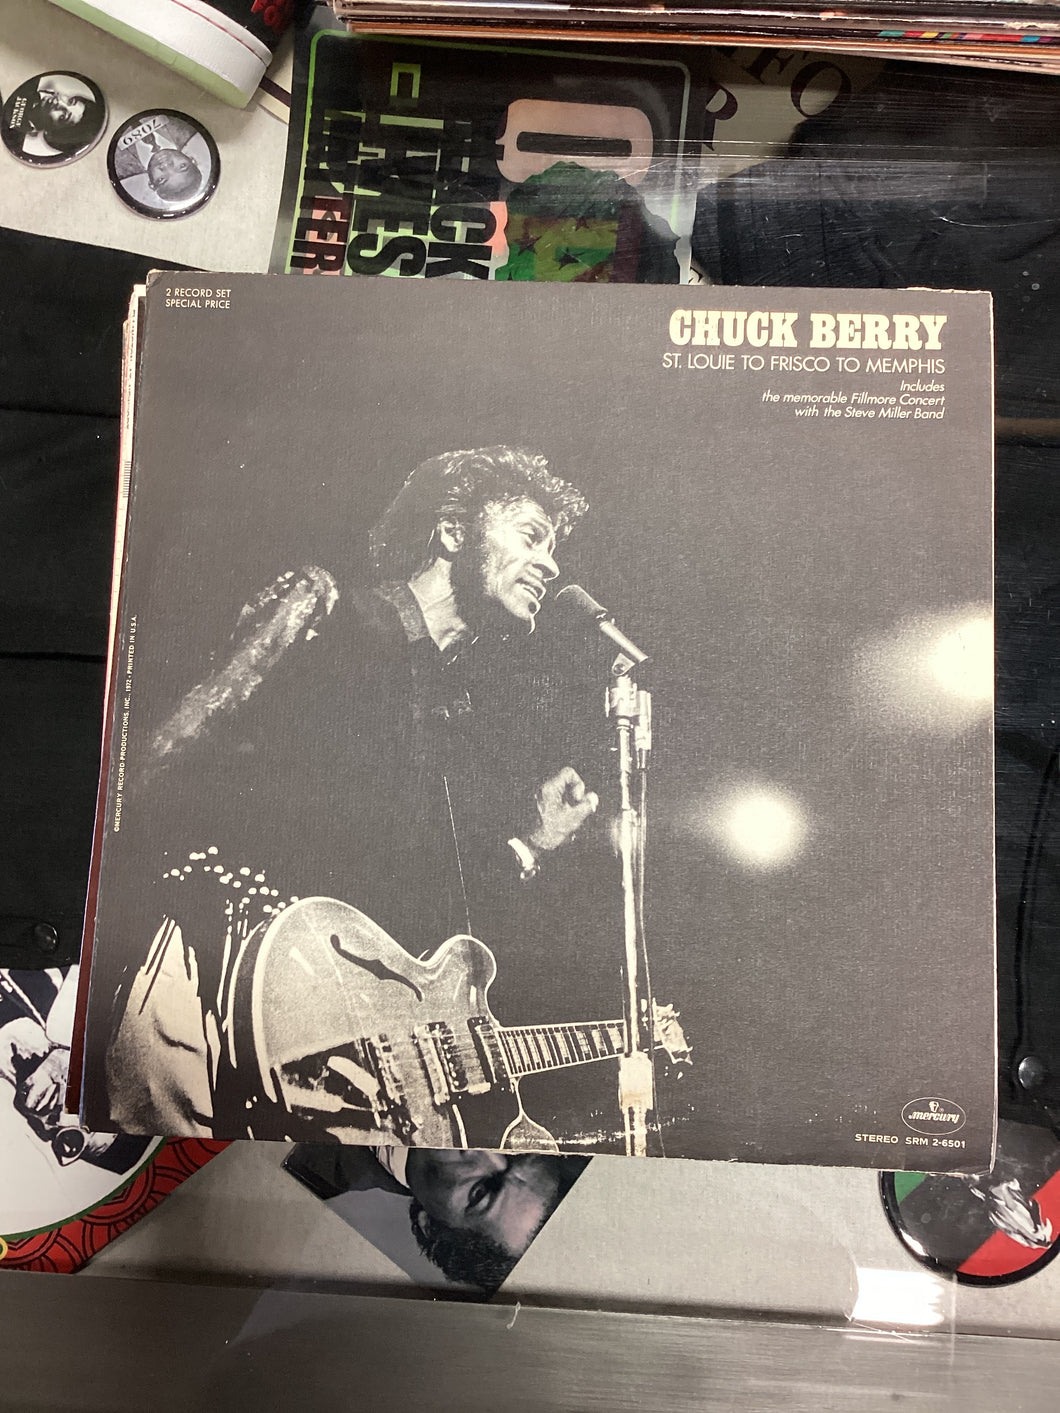 2 RECORD SET
SPECIAL PRICE
CHUCK BERRY
ST. LOUIE TO FRISCO TO MEMPHIS
Includes
the memorable Fillmore Concert
with the Steve Miller Band
©MERCURY RECORD PRODUCTIONS, INC., 1972 • PRINTED IN U.S.A.
mercury
STEREO SRM 2-6501
LIVES